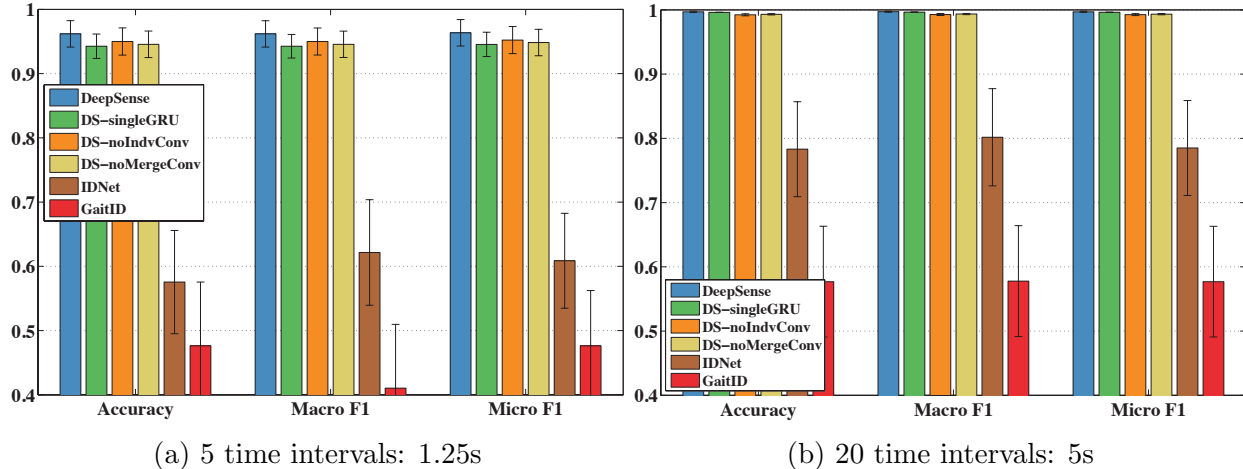 1
0.9
0.8
0.7
0.6
0.5
0.4
DeepSense
DS-singleGRU
DS-noIndvConv
DS-noMergeConv
IDNet
GaitID
Accuracy
Macro F1
Micro F1
(a) 5 time intervals: 1.25s
1
0.9
0.8
0.7
0.6
0.5
0.4
DeepSense
DS-singleGRU
DS-noIndvConv
DS-noMergeConv
IDNet
GaitID
Accuracy
Macro F1
Micro F1
(b) 20 time intervals: 5s